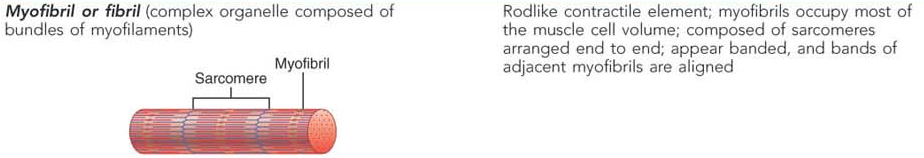 Myofibril or fibril (complex organelle composed of
bundles of myofilaments)
Rodlike contractile element; myofibrils occupy most of
the muscle cell volume; composed of sarcomeres
arranged end to end; appear banded, and bands of
adjacent myofibrils are aligned
Myofibril
Sarcomere